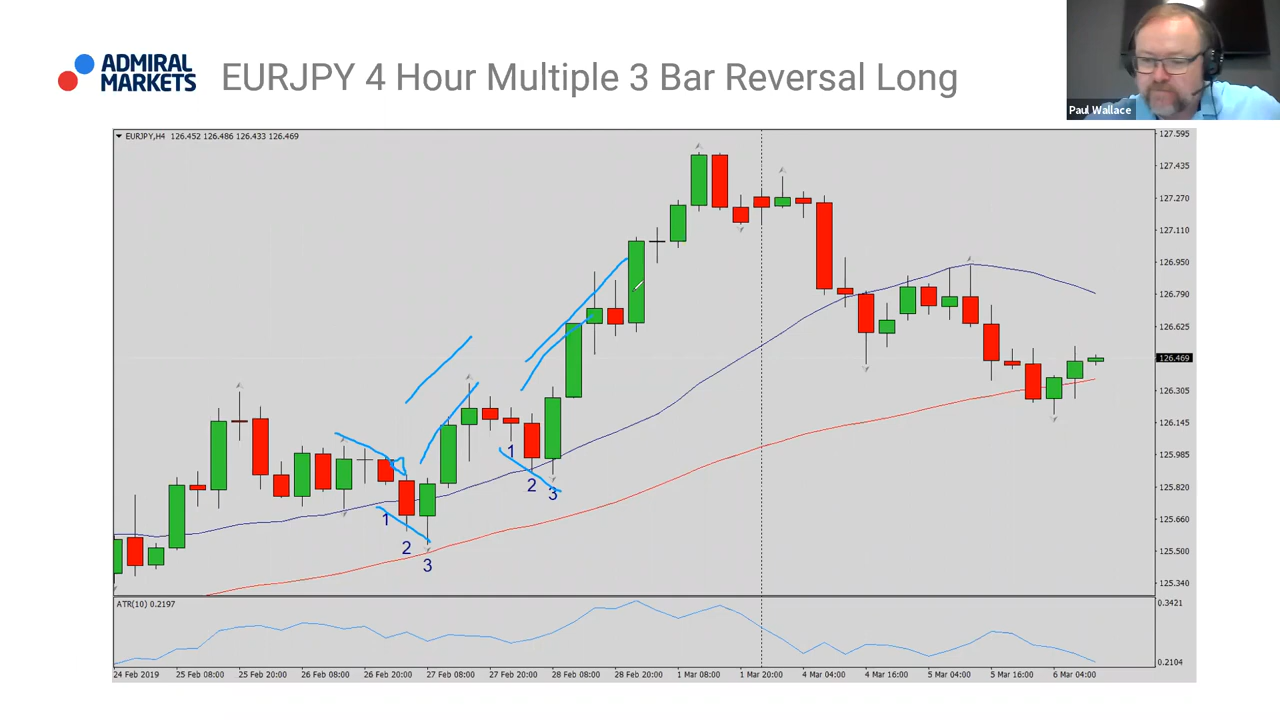 ADMIRAL
MARKETS
EURJPY 4 Hour Multiple 3 Bar Reversal Long
Paul Wallace
EURJPY,H4 126.452 126.486 126.433 126.469
127.595
127.435
127.270
127.110
126.950
126.790
126.625
126.469
126.305
126.145
125.985
125.820
125.660
125.500
125.340
1
2
3
1
2
3
ATR(10) 0.2197
0.3421
0.2104
24 Feb 2019
25 Feb 08:00
25 Feb 20:00
26 Feb 08:00
26 Feb 20:00
27 Feb 08:00
27 Feb 20:00
28 Feb 08:00
28 Feb 20:00
1 Mar 08:00
1 Mar 20:00
4 Mar 04:00
4 Mar 16:00
5 Mar 04:00
5 Mar 16:00
6 Mar 04:00